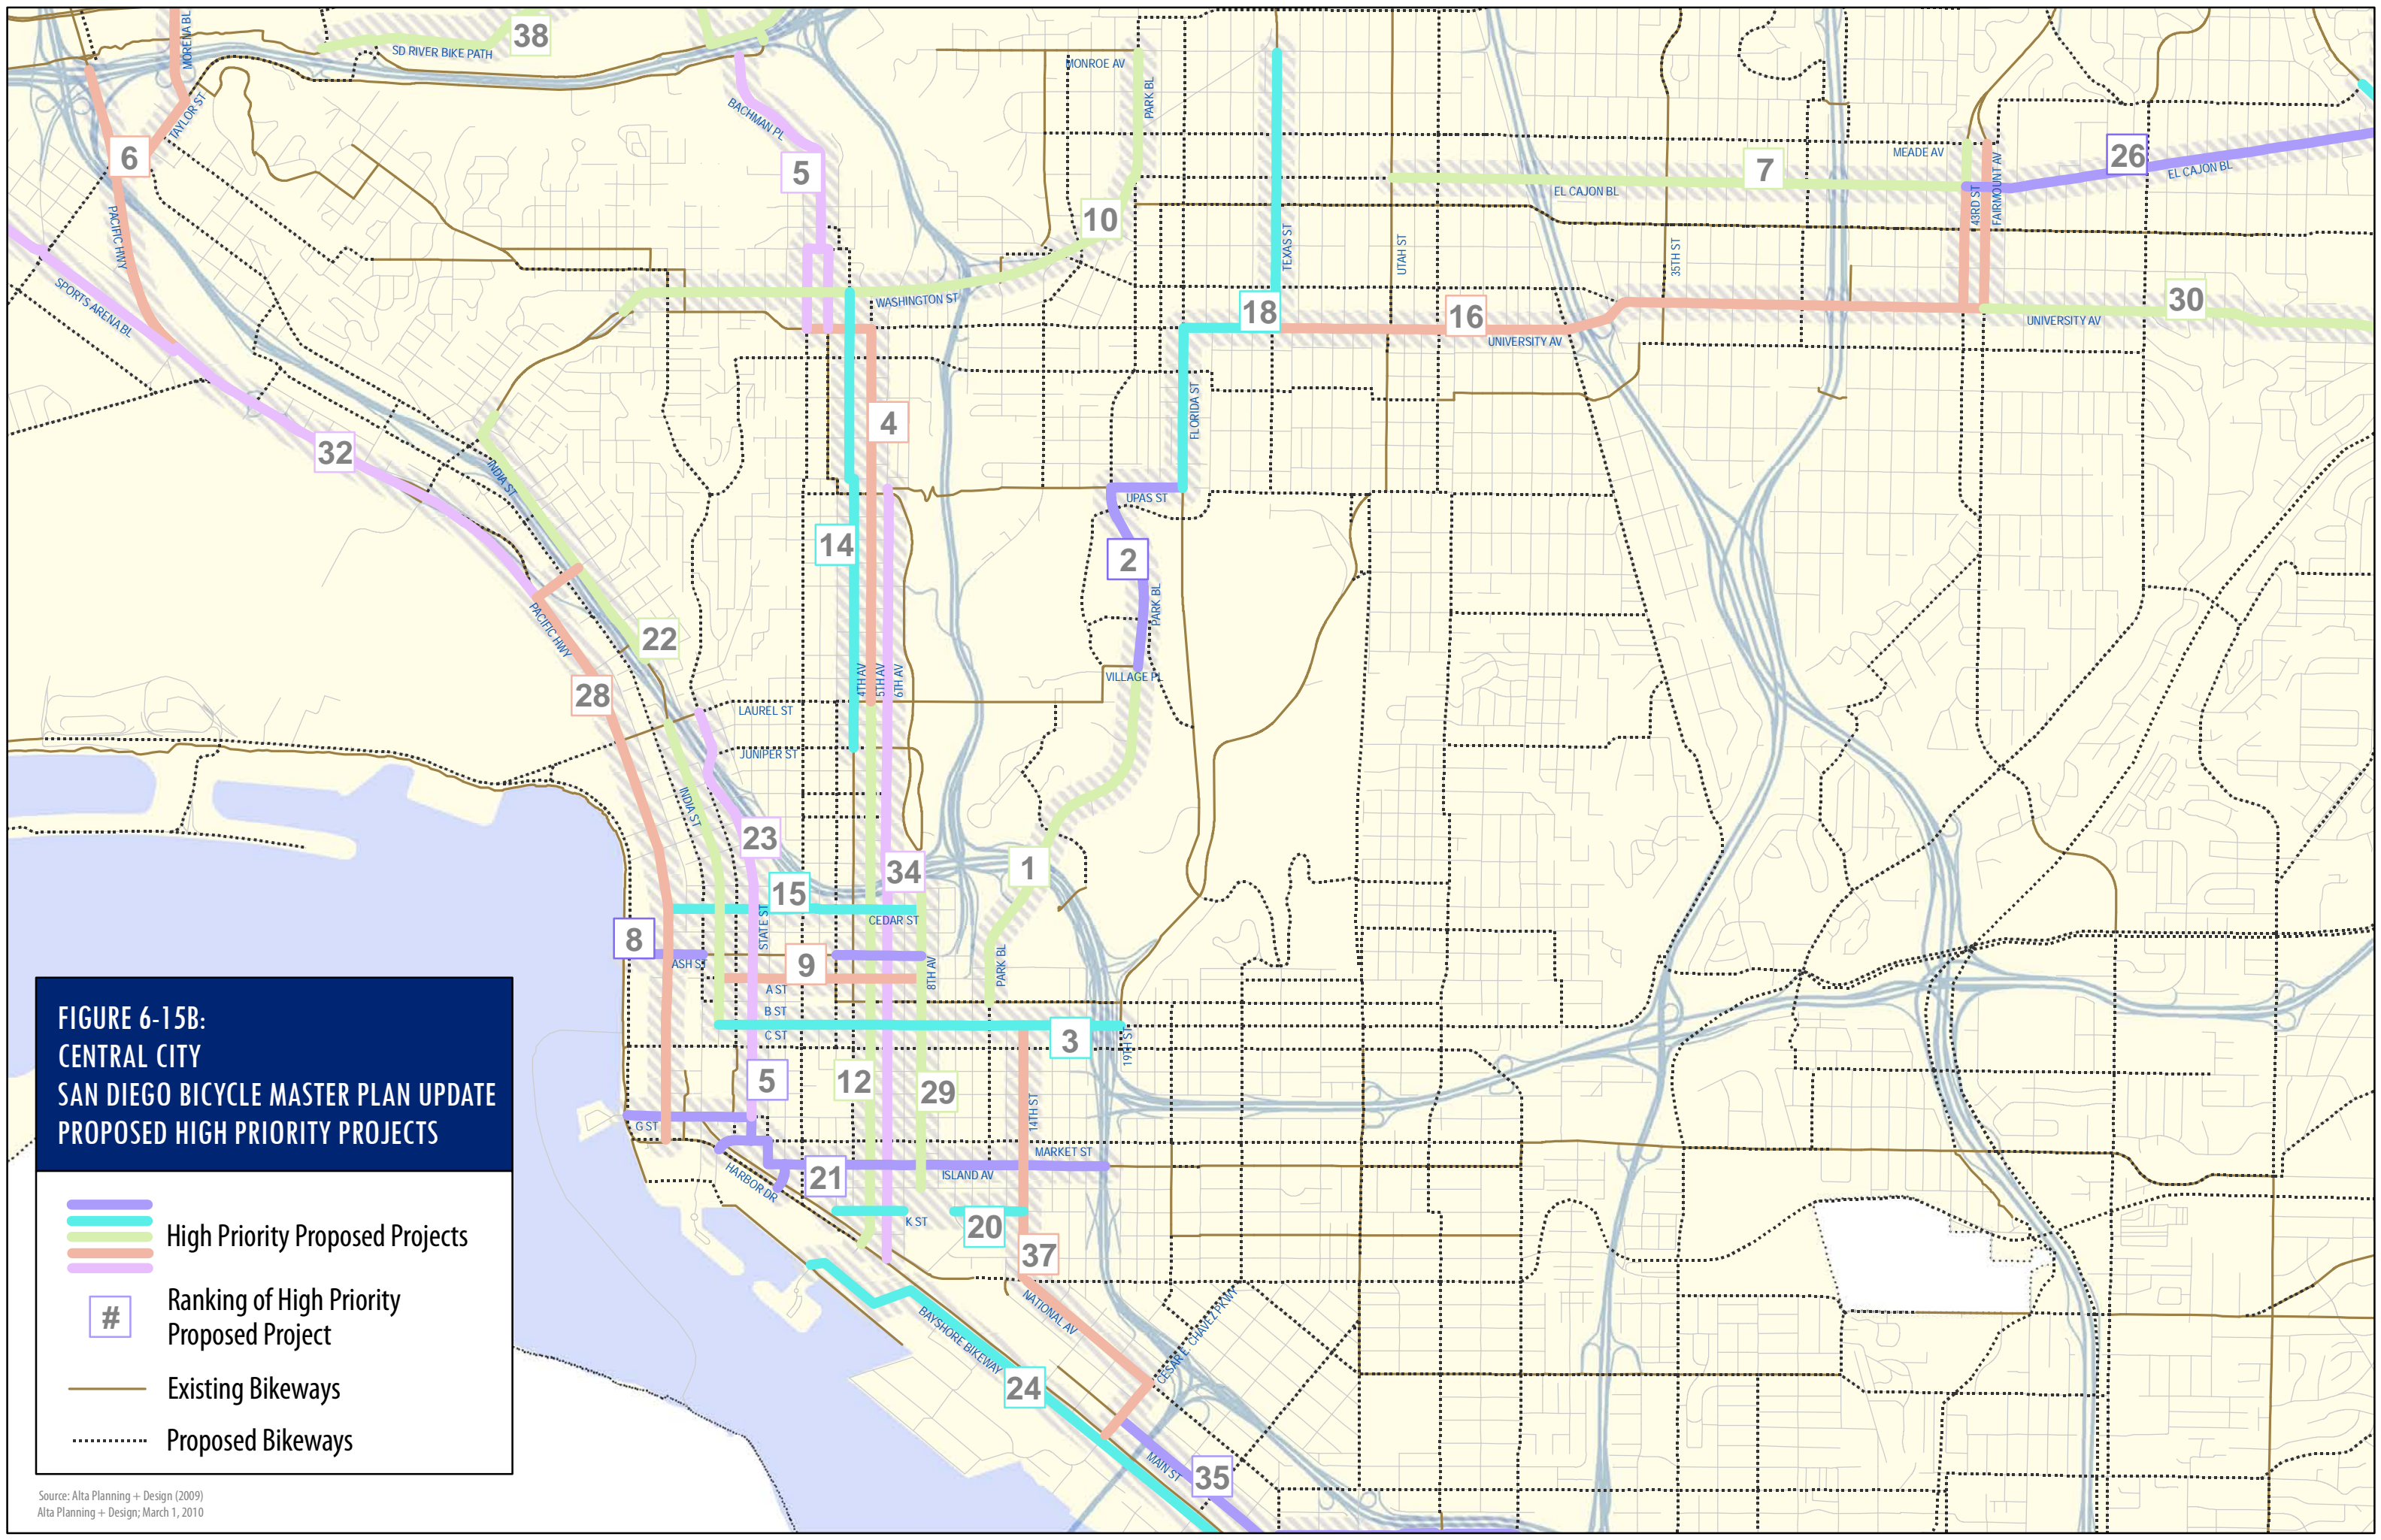 38
SD RIVER BIKE PATH
MORENA BL
TAYLOR ST
BACHMAN PL
MONROE AV
PARK BL
6
5
7
MEADE AV
26
EL CAJON BL
EL CAJON BL
43RD ST
FAIRMOUNT AV
PACIFIC HWY
10
TEXAS ST
UTAH ST
35TH ST
SPORTS ARENA BL
WASHINGTON ST
18
16
UNIVERSITY AV
30
UNIVERSITY AV
4
FLORIDA ST
32
INDIA ST
UPAS ST
14
2
PARK BL
PACIFIC HWY
22
28
4TH AV
5TH AV
6TH AV
VILLAGE PL
LAUREL ST
JUNIPER ST
INDIA ST
23
34
1
15
CEDAR ST
STATE ST
8
ASH ST
9
A ST
8TH AV
PARK BL
B ST
C ST
3
19TH ST
5
12
29
14TH ST
G ST
MARKET ST
HARBOR DR
21
ISLAND AV
K ST
20
37
NATIONAL AV
CESAR E. CHAVEZ PKWY
BAYSHORE BIKEWAY
24
MAIN ST
35
FIGURE 6-15B:
CENTRAL CITY
SAN DIEGO BICYCLE MASTER PLAN UPDATE
PROPOSED HIGH PRIORITY PROJECTS
High Priority Proposed Projects
#
Ranking of High Priority
Proposed Project
Existing Bikeways
Proposed Bikeways
Source: Alta Planning + Design (2009)
Alta Planning + Design; March 1, 2010